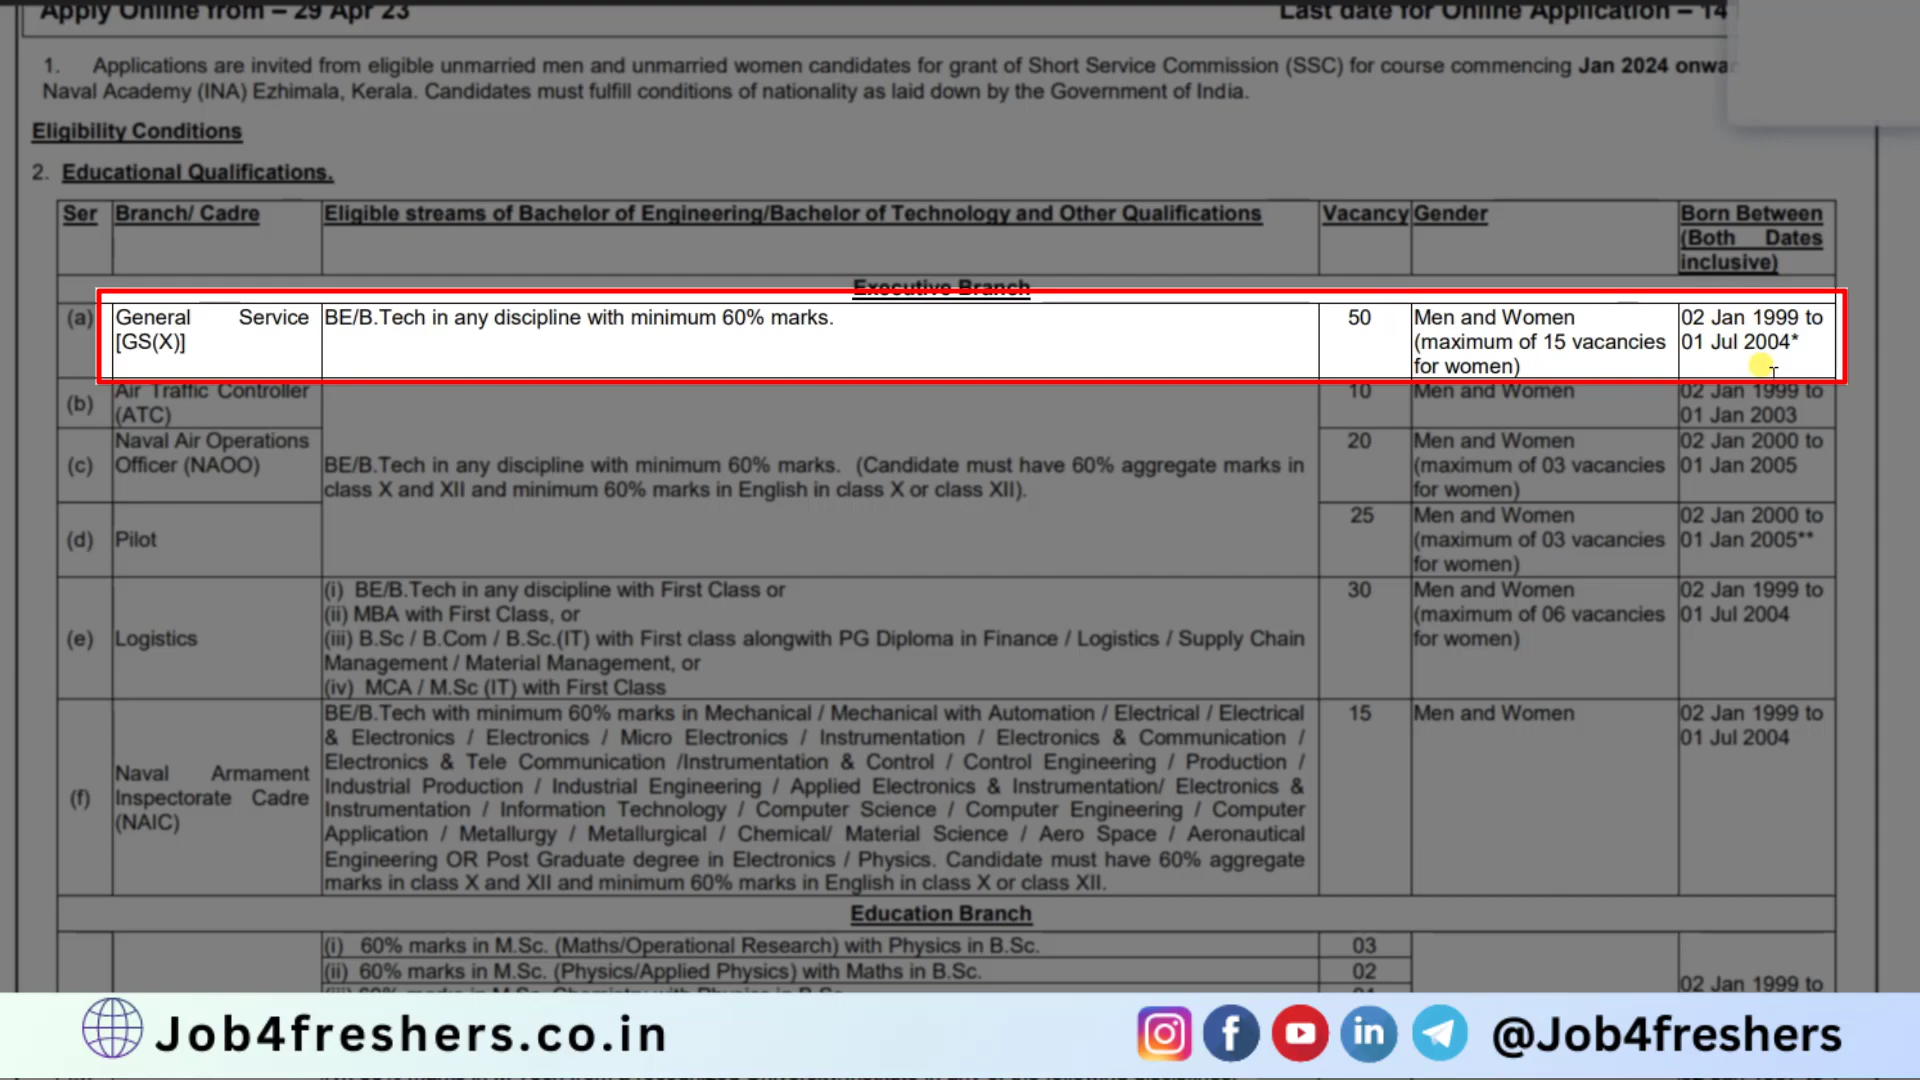 Apply Online from – 29 Apr 23 Last date for Online Application – 14
1. Applications are invited from eligible unmarried men and unmarried women candidates for grant of Short Service Commission (SSC) for course commencing Jan 2024
Naval Academy (INA) Ezhimala, Kerala. Candidates must fulfill conditions of nationality as laid down by the Government of India.
Eligibility Conditions
2. Educational Qualifications.
Ser Branch/ Cadre Eligible streams of Bachelor of Engineering/Bachelor of Technology and Other Qualifications Vacancy Gender Born Between
(Both Dates
inclusive)
Executive Branch
(a) General Service BE/B.Tech in any discipline with minimum 60% marks. 50 Men and Women 02 Jan 1999 to
[GS(X)] (maximum of 15 vacancies 01 Jul 2004*
for women)
(b) Air Traffic Controller 10 Men and Women 02 Jan 1999 to
(ATC) 01 Jan 2003
(c) Naval Air Operations 20 Men and Women 02 Jan 2000 to
Officer (NAOO) BE/B.Tech in any discipline with minimum 60% marks. (Candidate must have 60% aggregate marks in (maximum of 03 vacancies 01 Jan 2005
class X and XII and minimum 60% marks in English in class X or class XII). for women)
25 Men and Women 02 Jan 2000 to
(d) Pilot (maximum of 03 vacancies 01 Jan 2005**
for women)
(i) BE/B.Tech in any discipline with First Class or 30 Men and Women 02 Jan 1999 to
(ii) MBA with First Class, or (maximum of 06 vacancies 01 Jul 2004
(e) Logistics (iii) B.Sc / B.Com / B.Sc.(IT) with First class alongwith PG Diploma in Finance / Logistics / Supply Chain for women)
Management / Material Management, or
(iv) MCA / M.Sc (IT) with First Class
BE/B.Tech with minimum 60% marks in Mechanical / Mechanical with Automation / Electrical / Electrical 15 Men and Women 02 Jan 1999 to
& Electronics / Electronics / Micro Electronics / Instrumentation / Electronics & Communication / 01 Jul 2004
Electronics & Tele Communication /Instrumentation & Control / Control Engineering / Production /
(f) Naval Armament Industrial Production / Industrial Engineering / Applied Electronics & Instrumentation/ Electronics &
Inspectorate Cadre Instrumentation / Information Technology / Computer Science / Computer Engineering / Computer
(NAIC) Application / Metallurgy / Metallurgical / Chemical/ Material Science / Aero Space / Aeronautical
Engineering OR Post Graduate degree in Electronics / Physics. Candidate must have 60% aggregate
marks in class X and XII and minimum 60% marks in English in class X or class XII.
Education Branch
(i) 60% marks in M.Sc. (Maths/Operational Research) with Physics in B.Sc. 03
(ii) 60% marks in M.Sc. (Physics/Applied Physics) with Maths in B.Sc. 02
02 Jan 1999 to
Job4freshers.co.in @Job4freshers